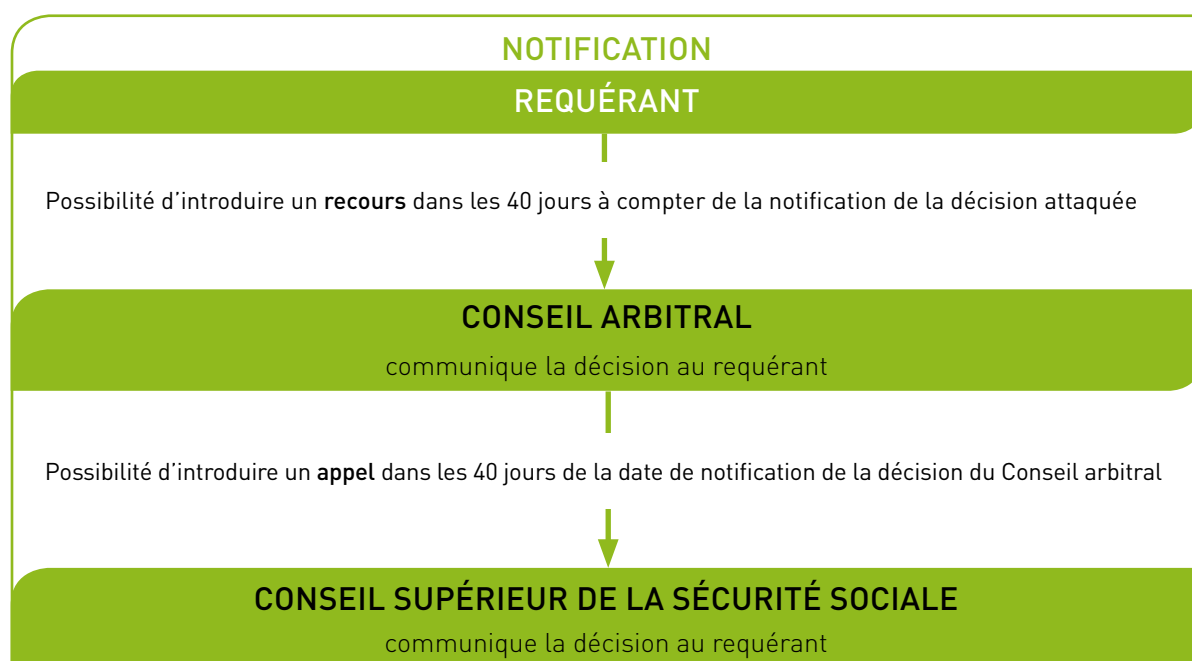 NOTIFICATION
REQUÉRANT
Possibilité d’introduire un recours dans les 40 jours à compter de la notification de la décision attaquée
CONSEIL ARBITRAL
communique la décision au requérant
Possibilité d’introduire un appel dans les 40 jours de la date de notification de la décision du Conseil arbitral
CONSEIL SUPÉRIEUR DE LA SÉCURITÉ SOCIALE
communique la décision au requérant